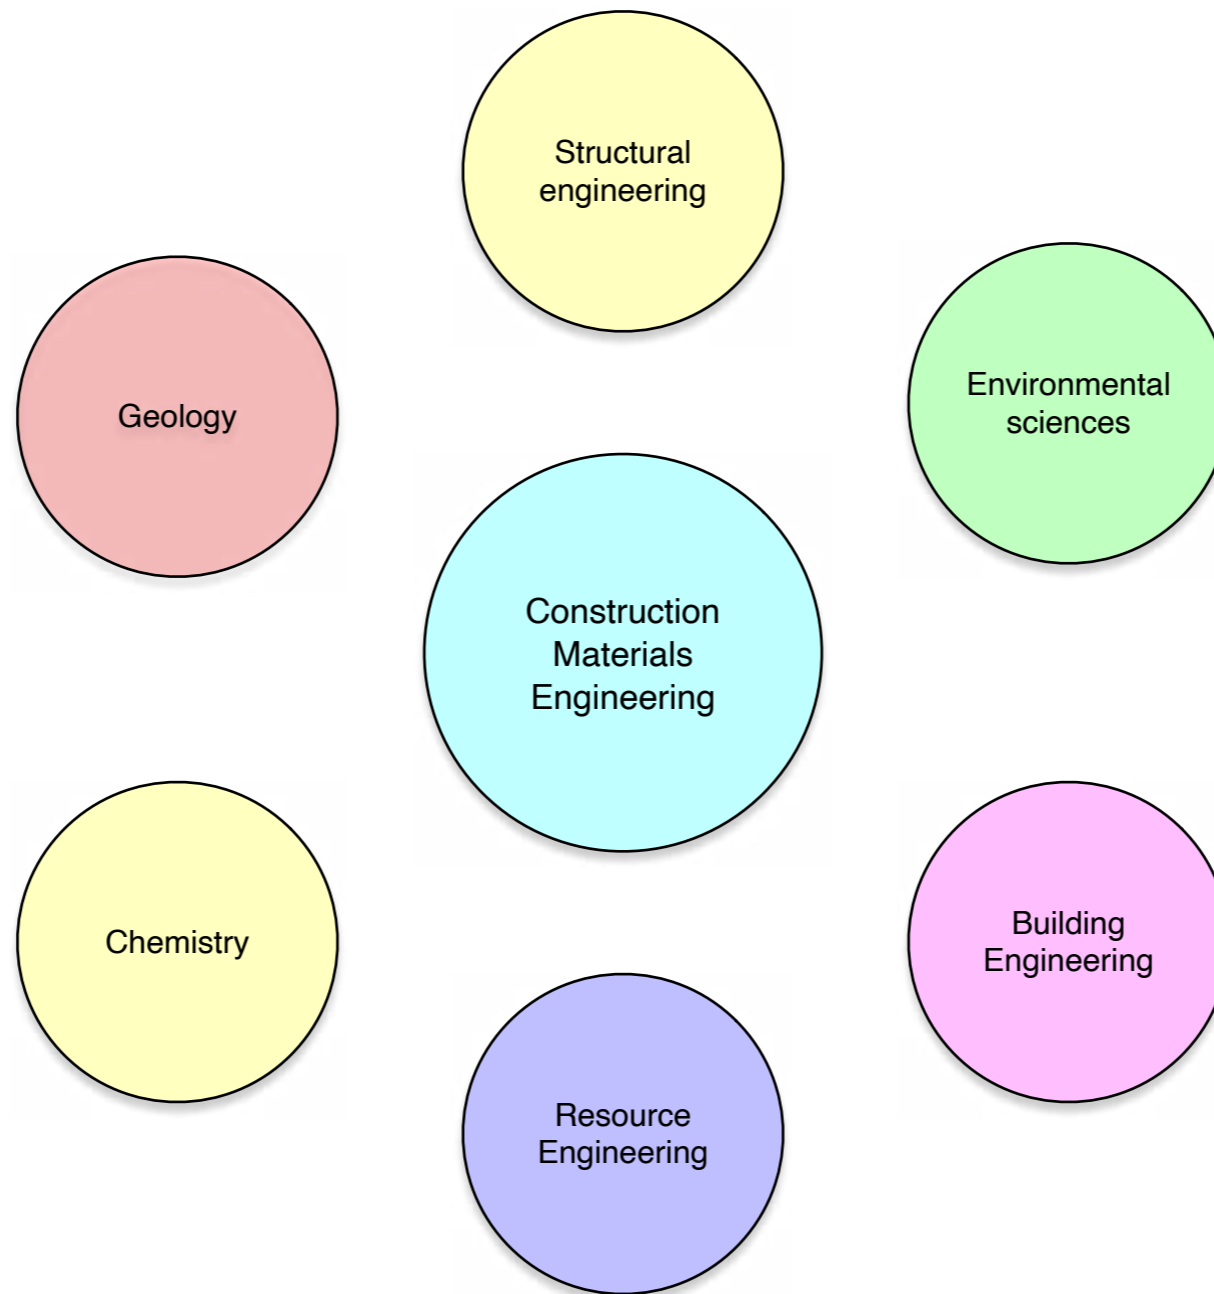 Structural
engineering
Geology
Environmental
sciences
Construction
Materials
Engineering
Chemistry
Building
Engineering
Resource
Engineering